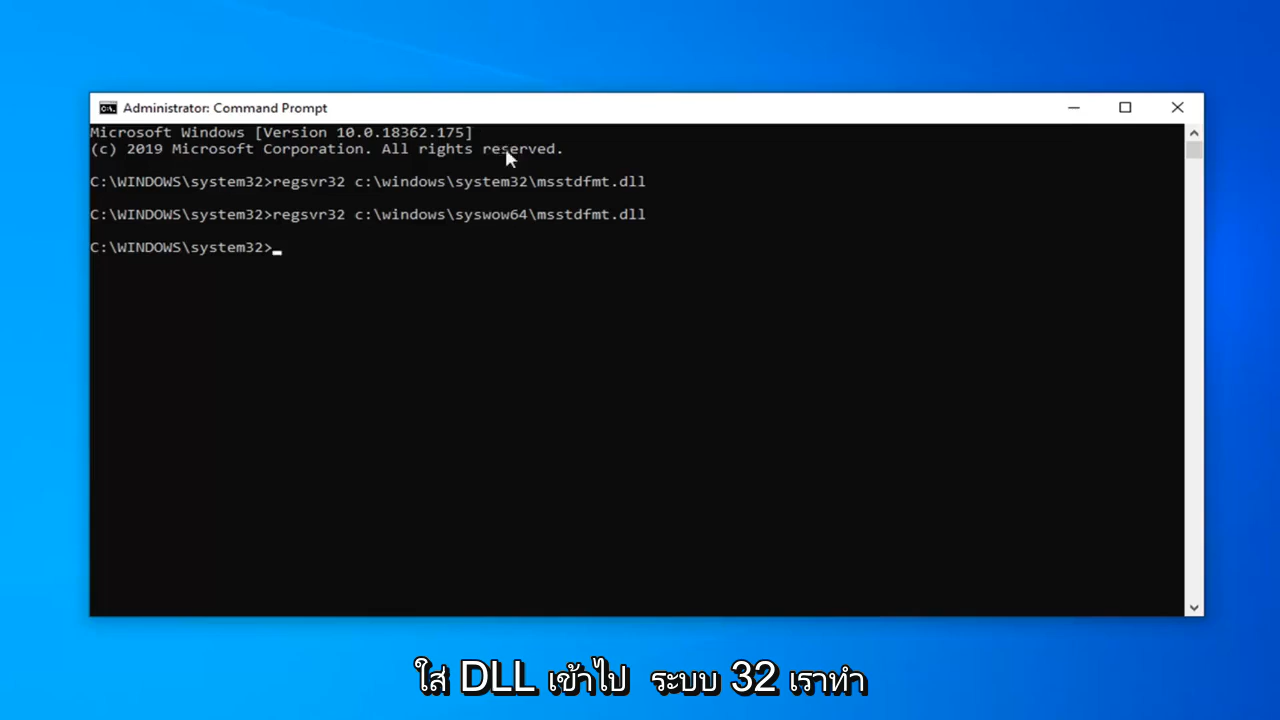 Administrator: Command Prompt
Microsoft Windows [Version 10.0.18362.175]
(c) 2019 Microsoft Corporation. All rights reserved.
C:\WINDOWS\system32>regsvr32 c:\windows\system32\msstdfmt.dll
C:\WINDOWS\system32>regsvr32 c:\windows\syswow64\msstdfmt.dll
C:\WINDOWS\system32>
ใส่ DLL เข้าไป ระบบ 32 เราทำ